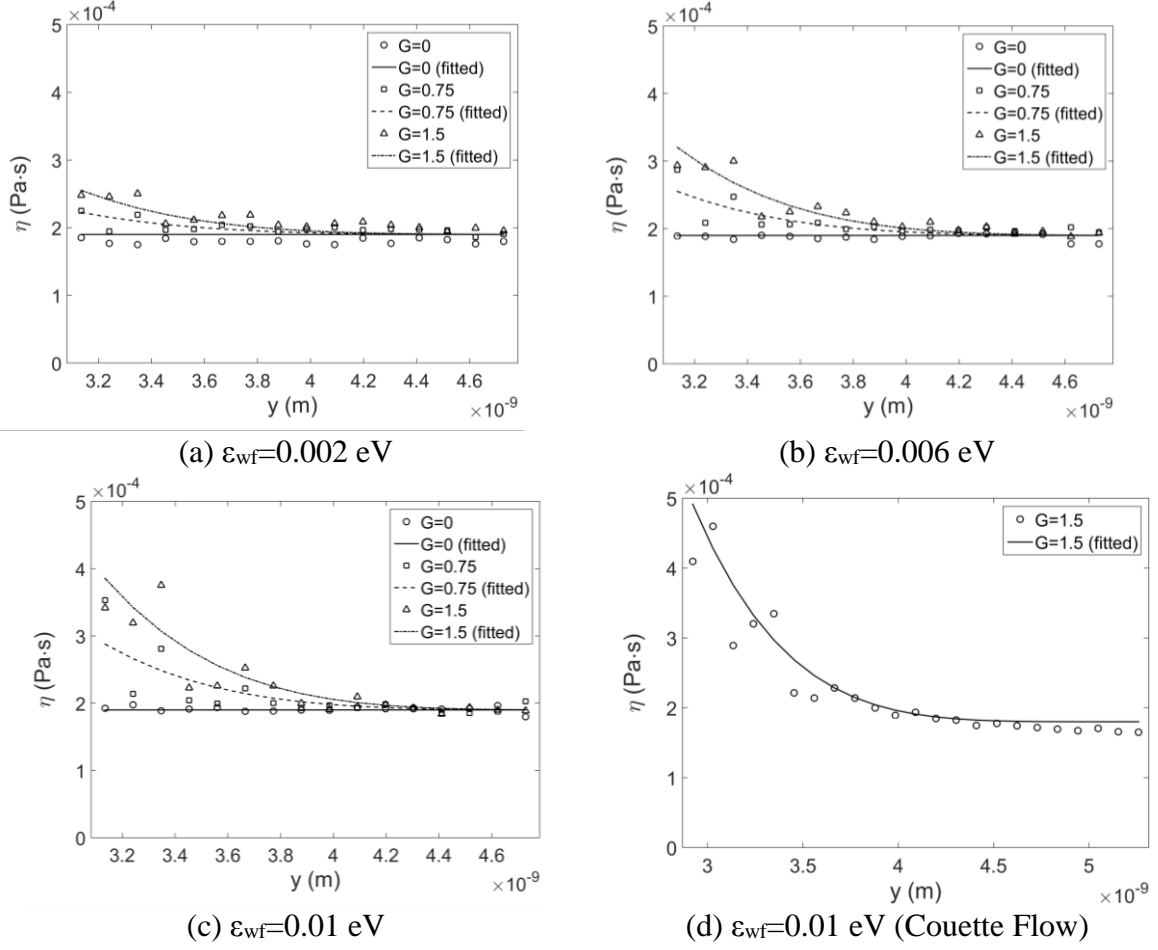 ×10⁻⁴
5
4
3
2
1
0
η (Pa·s)
G=0
G=0 (fitted)
G=0.75
G=0.75 (fitted)
G=1.5
G=1.5 (fitted)
3.2 3.4 3.6 3.8 4 4.2 4.4 4.6
y (m)
×10⁻⁹
(a) εwf=0.002 eV
×10⁻⁴
5
4
3
2
1
0
η (Pa·s)
G=0
G=0 (fitted)
G=0.75
G=0.75 (fitted)
G=1.5
G=1.5 (fitted)
3.2 3.4 3.6 3.8 4 4.2 4.4 4.6
y (m)
×10⁻⁹
(b) εwf=0.006 eV
×10⁻⁴
5
4
3
2
1
0
η (Pa·s)
G=0
G=0 (fitted)
G=0.75
G=0.75 (fitted)
G=1.5
G=1.5 (fitted)
3.2 3.4 3.6 3.8 4 4.2 4.4 4.6
y (m)
×10⁻⁹
(c) εwf=0.01 eV
×10⁻⁴
5
4
3
2
1
0
η (Pa·s)
G=1.5
G=1.5 (fitted)
3 3.5 4 4.5 5
y (m)
×10⁻⁹
(d) εwf=0.01 eV (Couette Flow)